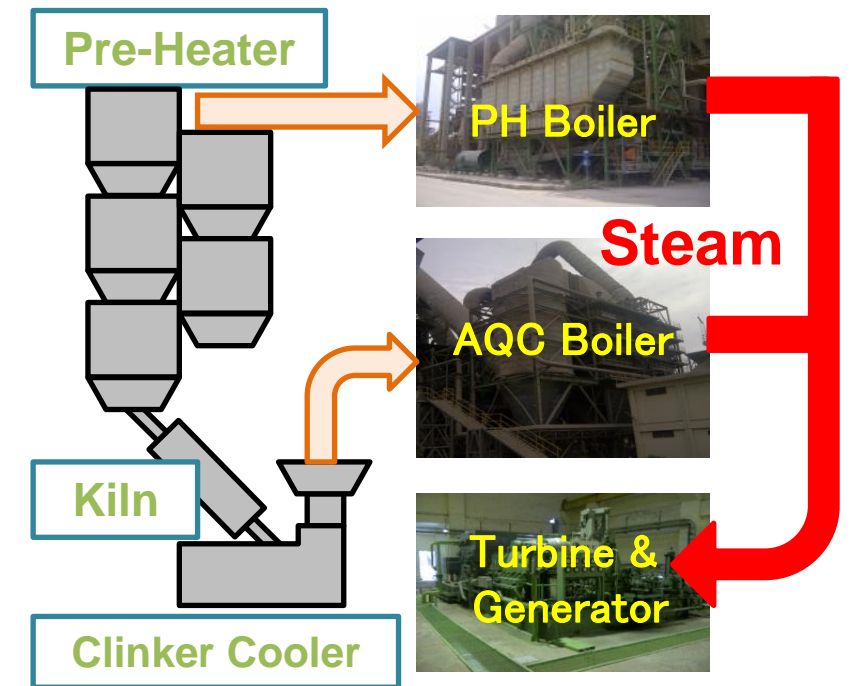 Pre-Heater
PH Boiler
Steam
AQC Boiler
Kiln
Turbine &
Generator
Clinker Cooler